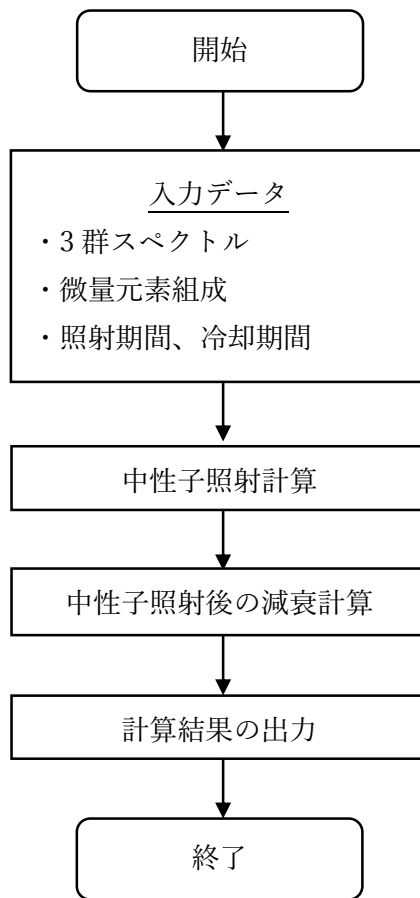 開始
入力データ
・3 群スペクトル
・微量元素組成
・照射期間、冷却期間
中性子照射計算
中性子照射後の減衰計算
計算結果の出力
終了